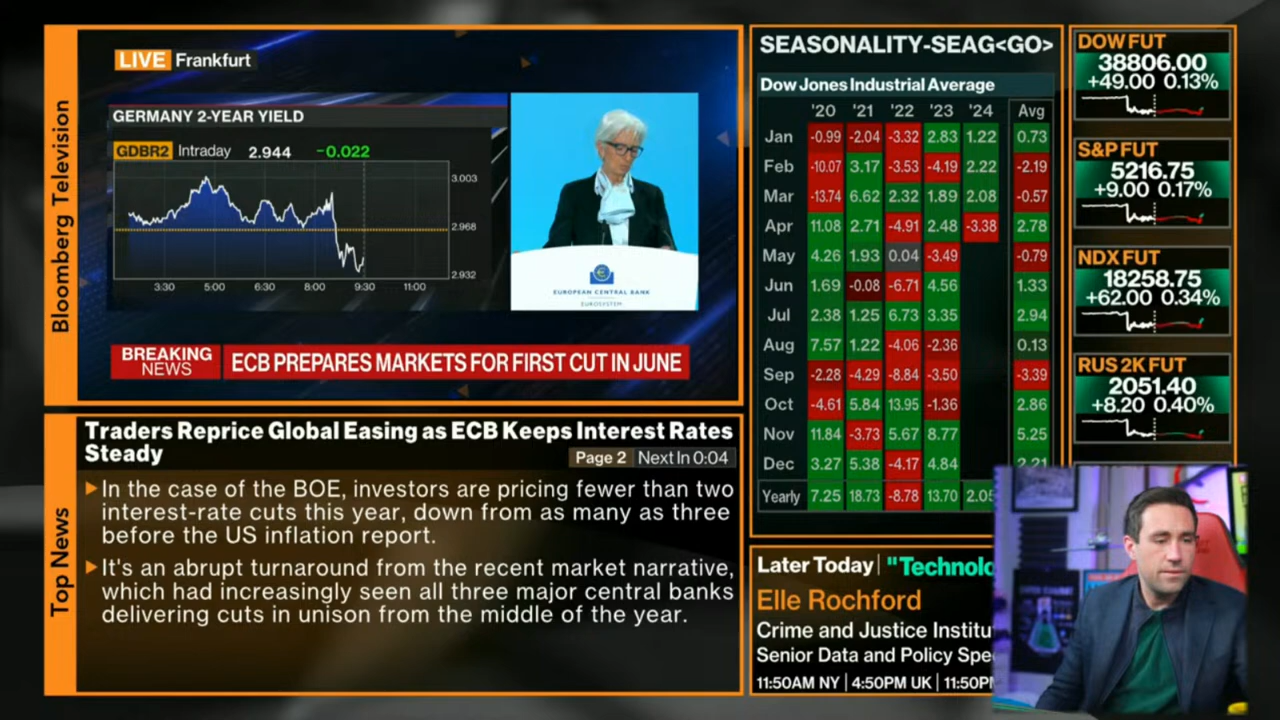 Bloomberg Television
LIVE Frankfurt
GERMANY 2-YEAR YIELD
GDBR2 Intraday 2.944 -0.022
3.003
2.968
2.932
3:30 5:00 6:30 8:00 9:30 11:00
EUROPEAN CENTRAL BANK
EUROSYSTEM
BREAKING NEWS
ECB PREPARES MARKETS FOR FIRST CUT IN JUNE
Top News
Traders Reprice Global Easing as ECB Keeps Interest Rates
Steady
Page 2 Next In 0:04
In the case of the BOE, investors are pricing fewer than two
interest-rate cuts this year, down from as many as three
before the US inflation report.
It's an abrupt turnaround from the recent market narrative,
which had increasingly seen all three major central banks
delivering cuts in unison from the middle of the year.
SEASONALITY-SEAG<GO>
Dow Jones Industrial Average
'20 '21 '22 '23 '24 Avg
Jan -0.99 -2.04 -3.32 2.83 1.22 0.73
Feb -10.07 3.17 -3.53 -4.19 2.22 -2.19
Mar -13.74 6.62 2.32 1.89 2.08 -0.57
Apr 11.08 2.71 -4.91 2.48 -3.38 2.78
May 4.26 1.93 0.04 -3.49 -0.79
Jun 1.69 -0.08 -6.71 4.56 1.33
Jul 2.38 1.25 6.73 3.35 2.94
Aug 7.57 1.22 -4.06 -2.36 0.13
Sep -2.28 -4.29 -8.84 -3.50 -3.39
Oct -4.61 5.84 13.95 -1.36 2.86
Nov 11.84 -3.73 5.67 8.77 5.25
Dec 3.27 5.38 -4.17 4.84 2.21
Yearly 7.25 18.73 -8.78 13.70 2.05
Later Today "Technolo
Elle Rochford
Crime and Justice Institu
Senior Data and Policy Spe
11:50AM NY | 4:50PM UK | 11:50P
DOW FUT
38806.00
+49.00 0.13%
S&P FUT
5216.75
+9.00 0.17%
NDX FUT
18258.75
+62.00 0.34%
RUS 2K FUT
2051.40
+8.20 0.40%